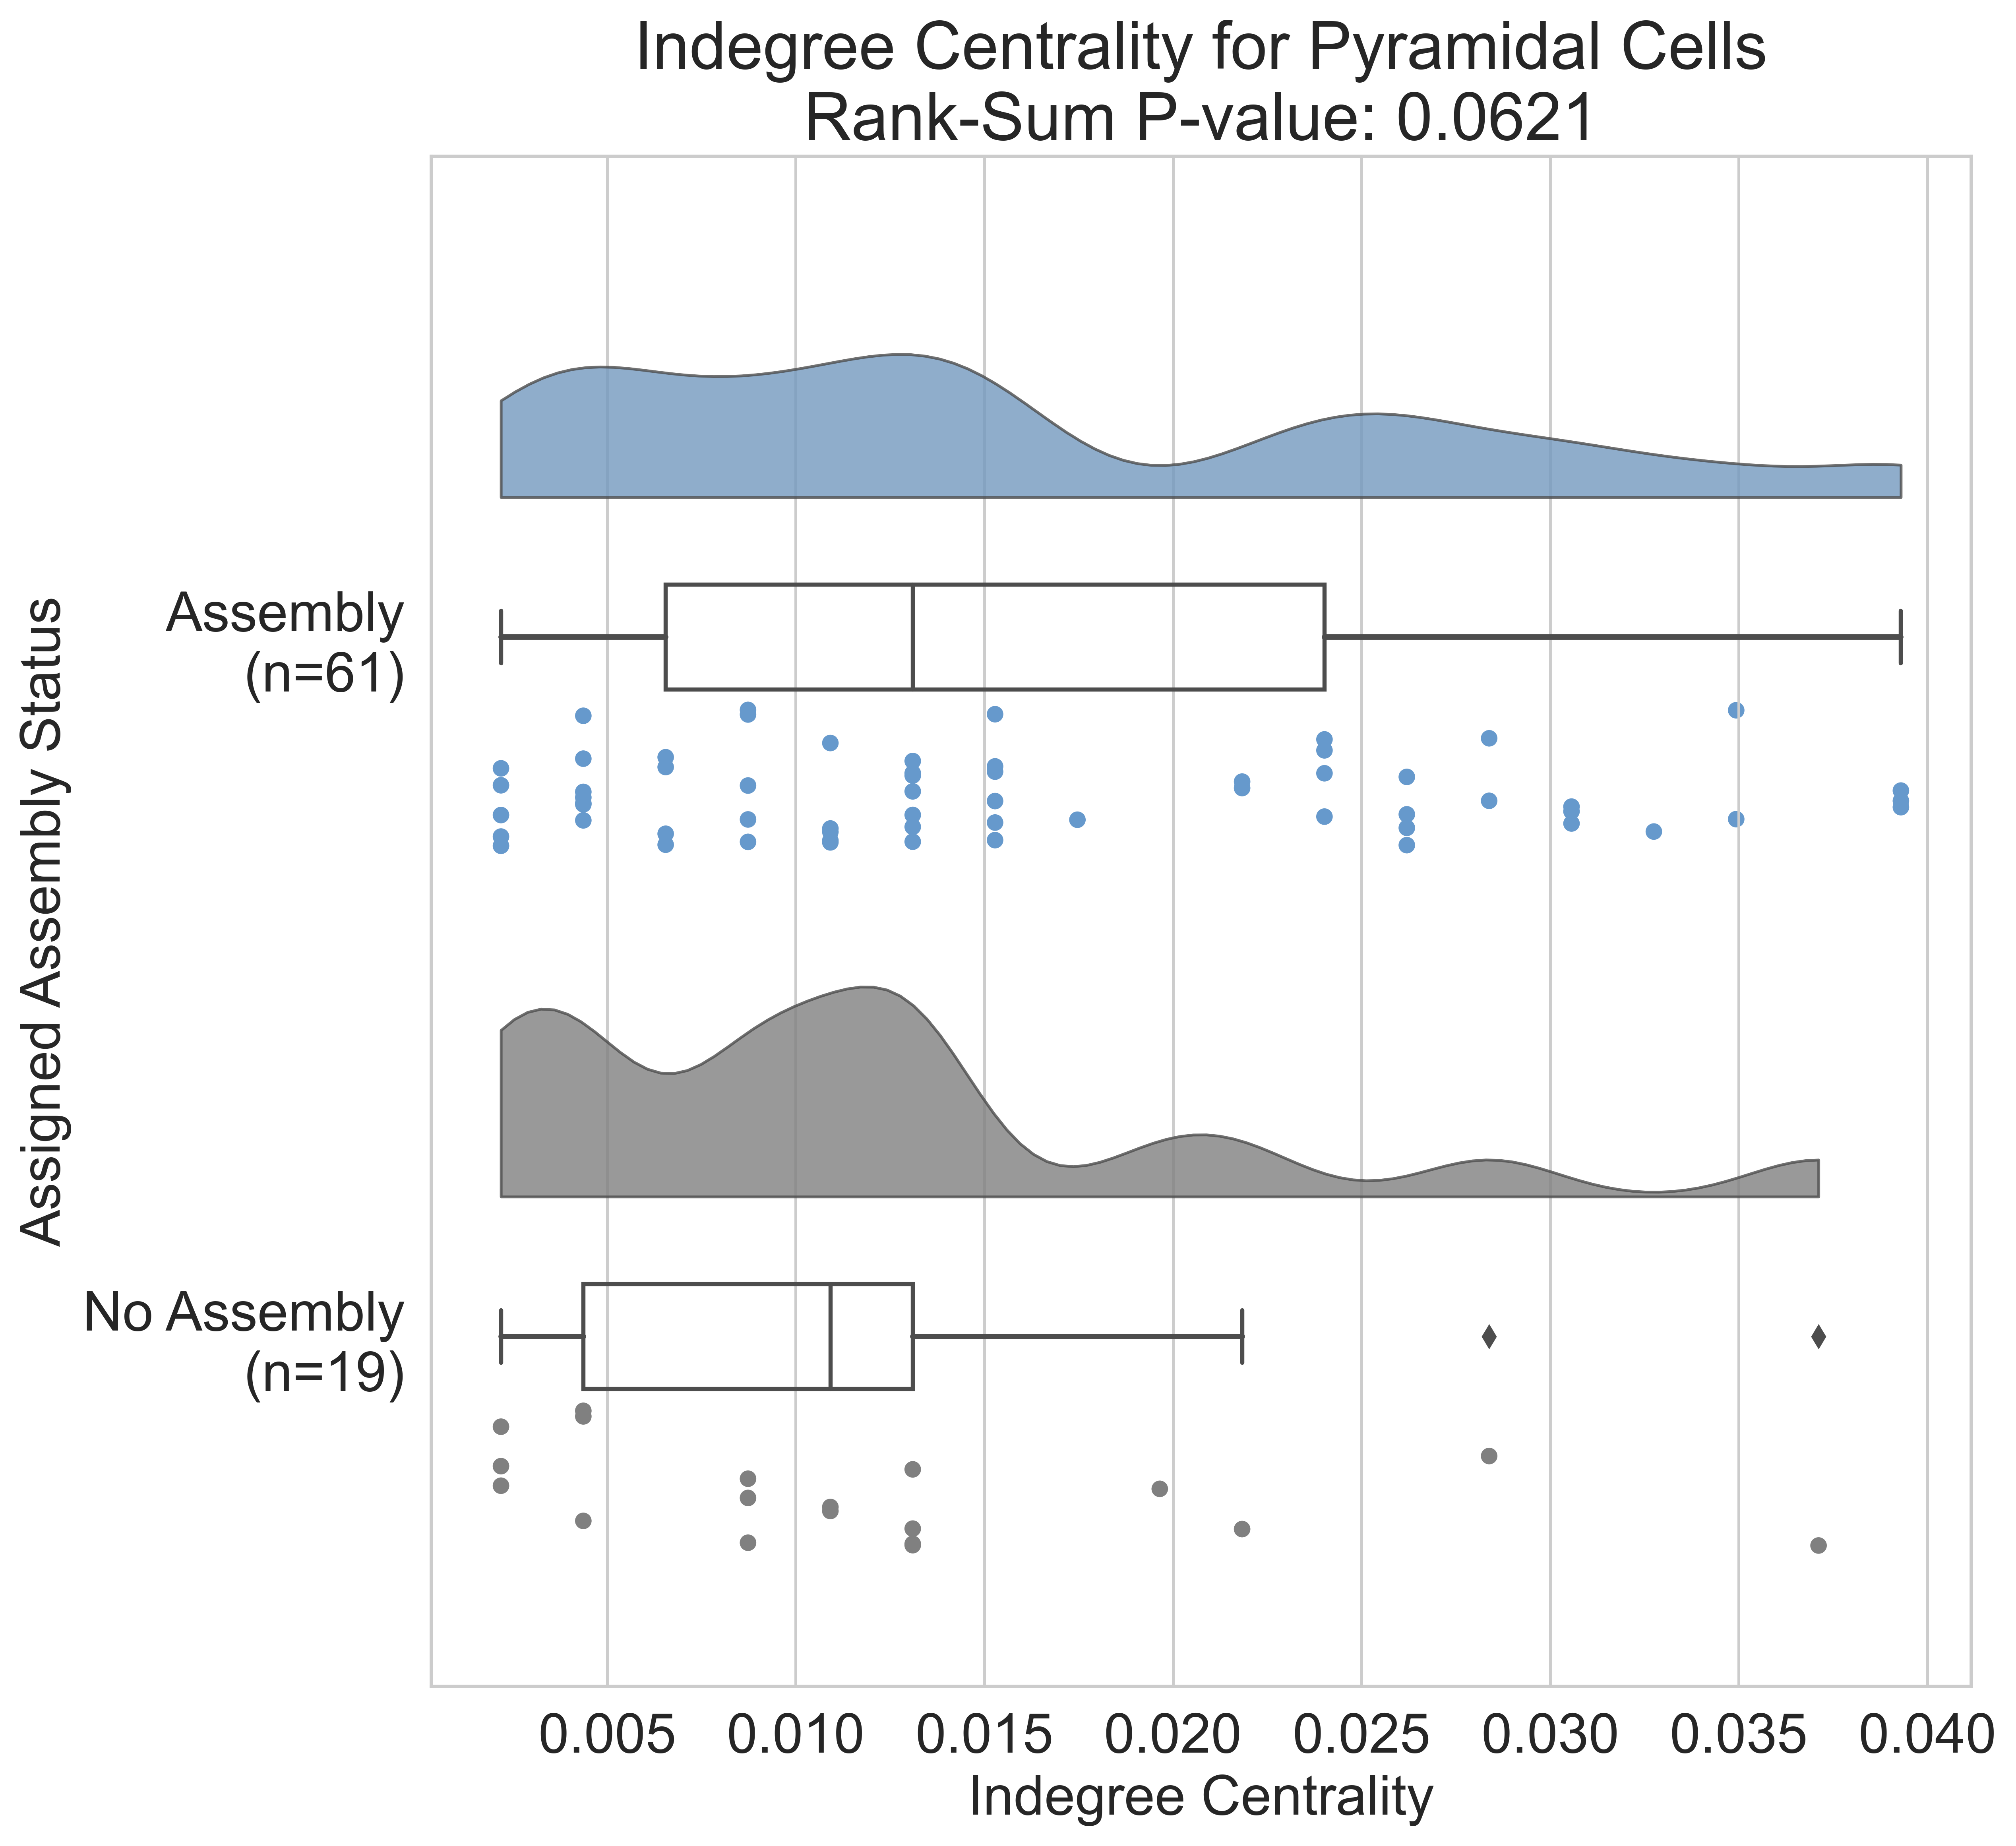 Indegree Centrality for Pyramidal Cells
Rank-Sum P-value: 0.0621
Assigned Assembly Status
Assembly
(n=61)
No Assembly
(n=19)
0.005 0.010 0.015 0.020 0.025 0.030 0.035 0.040
Indegree Centrality